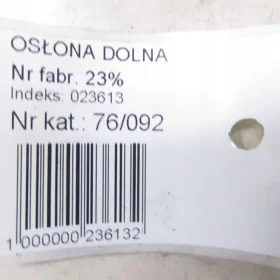 OSŁONA DOLNA
Nr fabr. 23%
Indeks: 023613
Nr kat.: 76/092
1 000000 236132